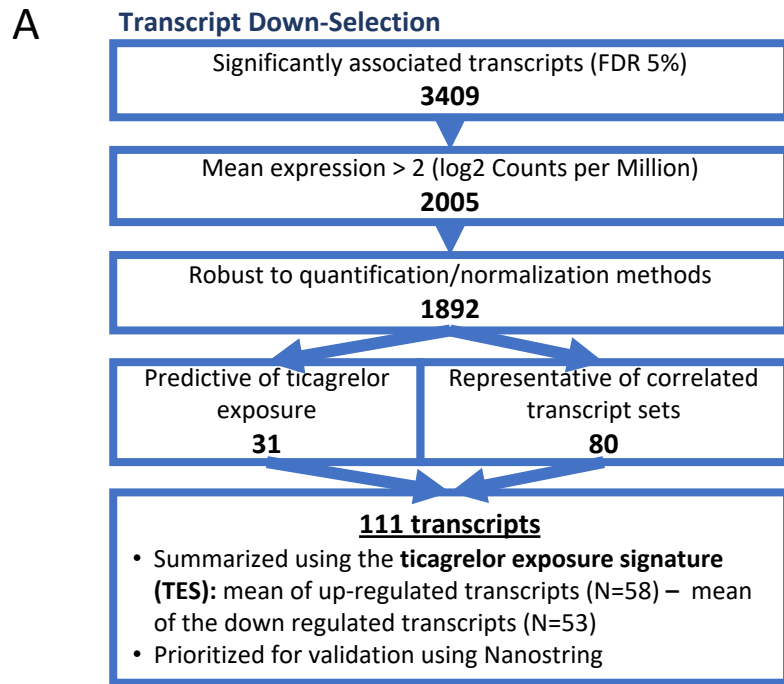 A
Transcript Down-Selection
Significantly associated transcripts (FDR 5%)
3409
Mean expression > 2 (log2 Counts per Million)
2005
Robust to quantification/normalization methods
1892
Predictive of ticagrelor
exposure
31
Representative of correlated
transcript sets
80
111 transcripts
• Summarized using the ticagrelor exposure signature
(TES): mean of up-regulated transcripts (N=58) – mean
of the down regulated transcripts (N=53)
• Prioritized for validation using Nanostring